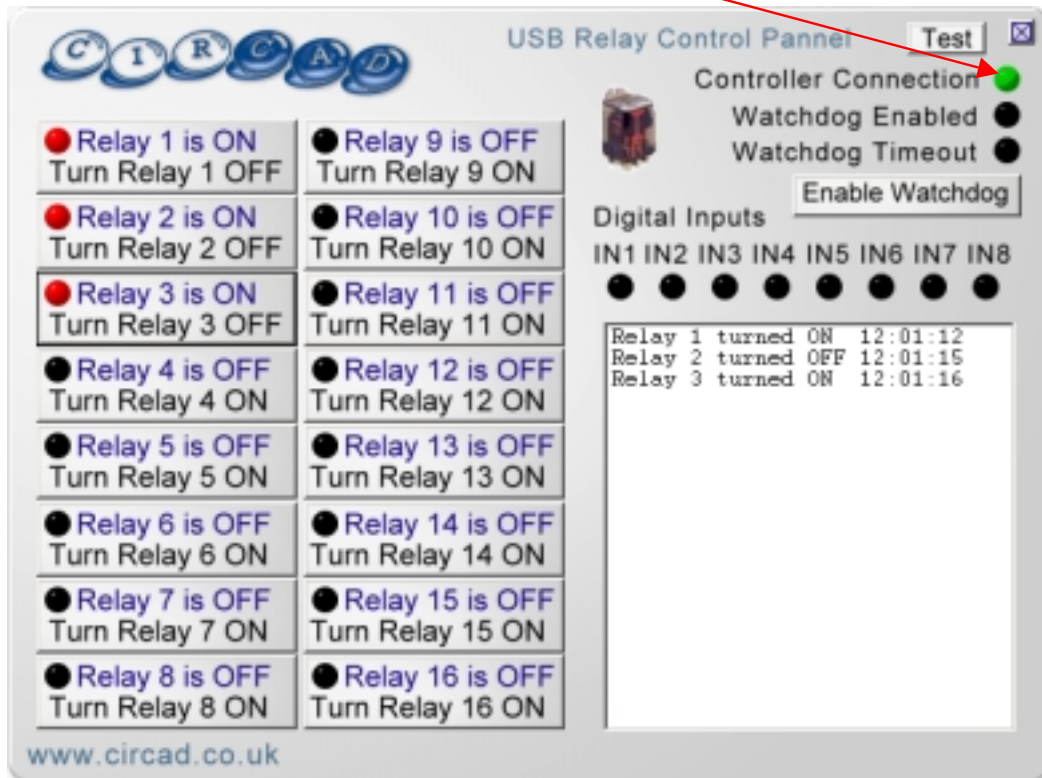 CIRCAD
USB Relay Control Pannel
Test
Controller Connection
Watchdog Enabled
Watchdog Timeout
Enable Watchdog
Relay 1 is ON
Turn Relay 1 OFF
Relay 2 is ON
Turn Relay 2 OFF
Relay 3 is ON
Turn Relay 3 OFF
Relay 4 is OFF
Turn Relay 4 ON
Relay 5 is OFF
Turn Relay 5 ON
Relay 6 is OFF
Turn Relay 6 ON
Relay 7 is OFF
Turn Relay 7 ON
Relay 8 is OFF
Turn Relay 8 ON
Relay 9 is OFF
Turn Relay 9 ON
Relay 10 is OFF
Turn Relay 10 ON
Relay 11 is OFF
Turn Relay 11 ON
Relay 12 is OFF
Turn Relay 12 ON
Relay 13 is OFF
Turn Relay 13 ON
Relay 14 is OFF
Turn Relay 14 ON
Relay 15 is OFF
Turn Relay 15 ON
Relay 16 is OFF
Turn Relay 16 ON
Digital Inputs
IN1 IN2 IN3 IN4 IN5 IN6 IN7 IN8
Relay 1 turned ON 12:01:12
Relay 2 turned OFF 12:01:15
Relay 3 turned ON 12:01:16
www.circad.co.uk